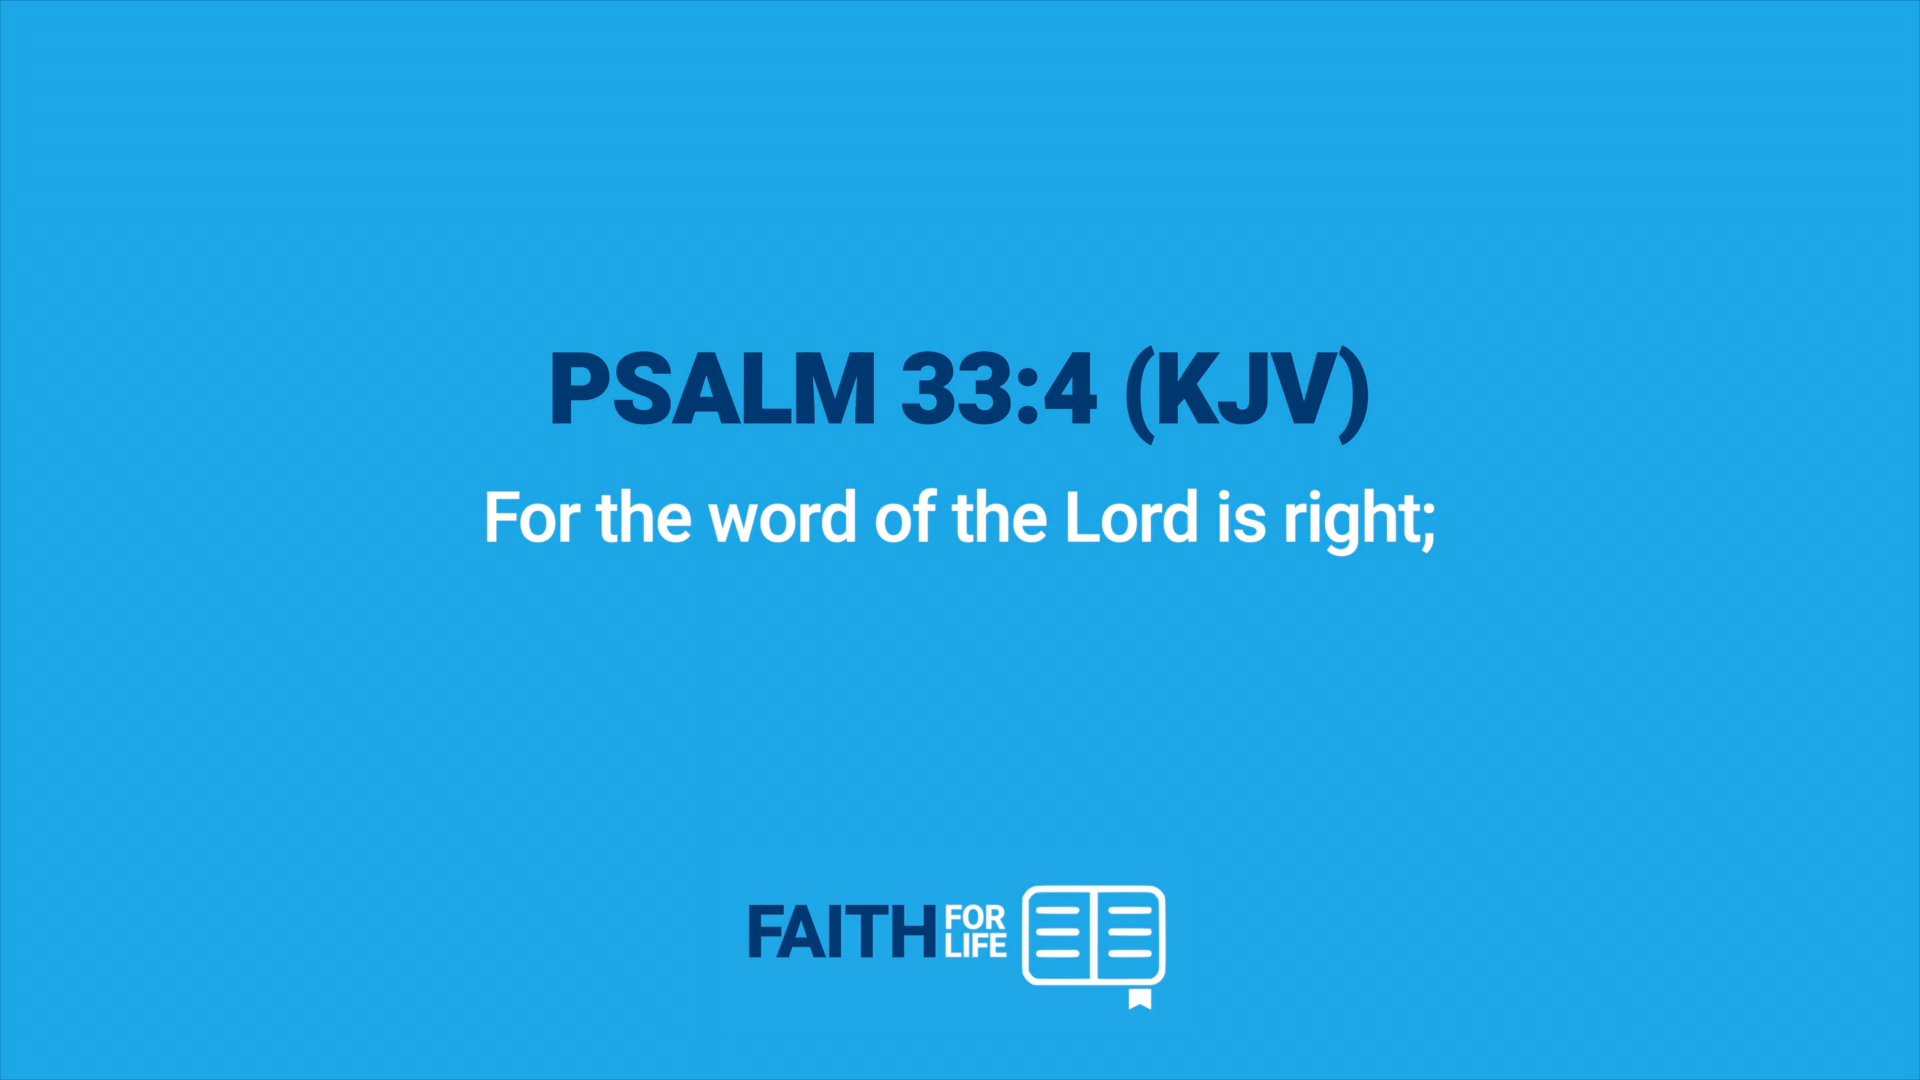 PSALM 33:4 (KJV)
For the word of the Lord is right;
FAITH FOR LIFE